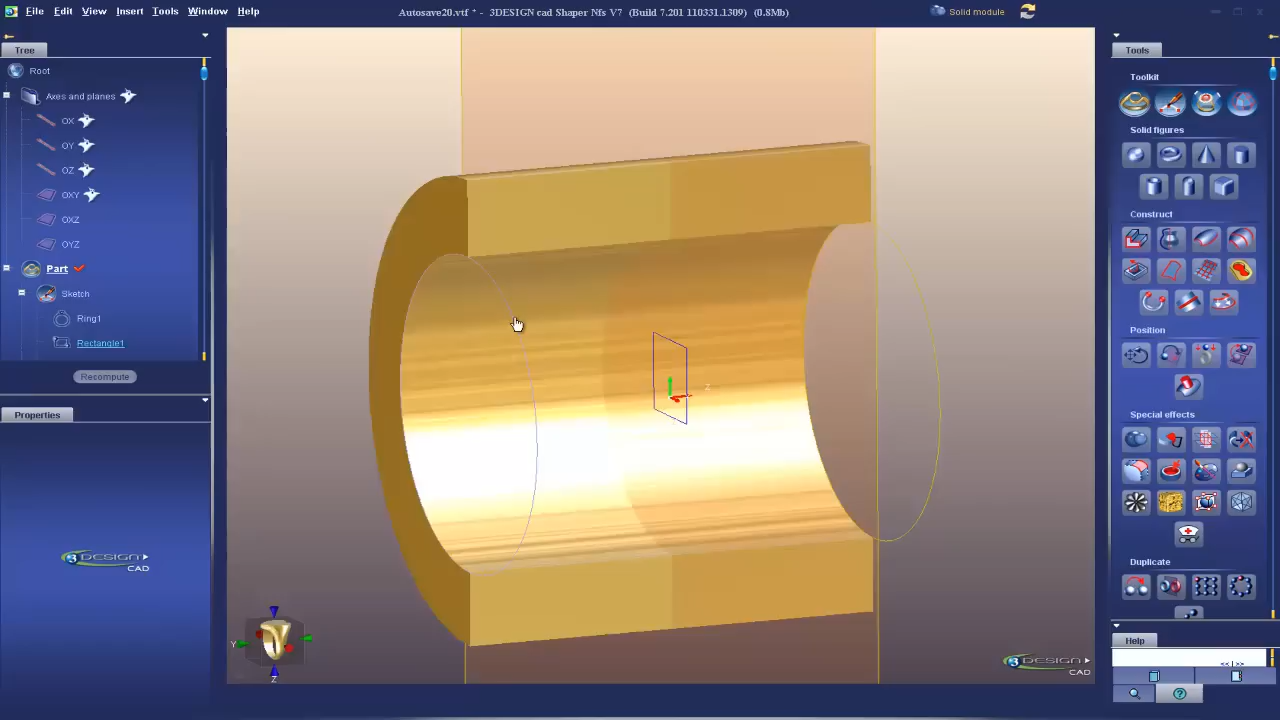 File Edit View Insert Tools Window Help
Autosave20.vtf * - 3DESIGN cad Shaper Nfs V7 (Build 7.201 110331.1309) (0.8Mb)
Solid module
Tree
Root
Axes and planes
OX
OY
OZ
OXY
OXZ
OYZ
Part
Sketch
Ring1
Rectangle1
Recompute
Properties
3DESIGN
CAD
Z
Y
Z
3DESIGN
CAD
Tools
Toolkit
Solid figures
Construct
Position
Special effects
Duplicate
Help
<< | >>